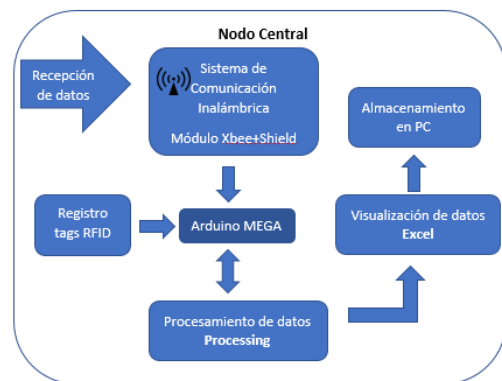 Nodo Central
Recepción
de datos
Sistema de
Comunicación
Inalámbrica
Módulo Xbee+Shield
Almacenamiento
en PC
Registro
tags RFID
Arduino MEGA
Visualización de datos
Excel
Procesamiento de datos
Processing